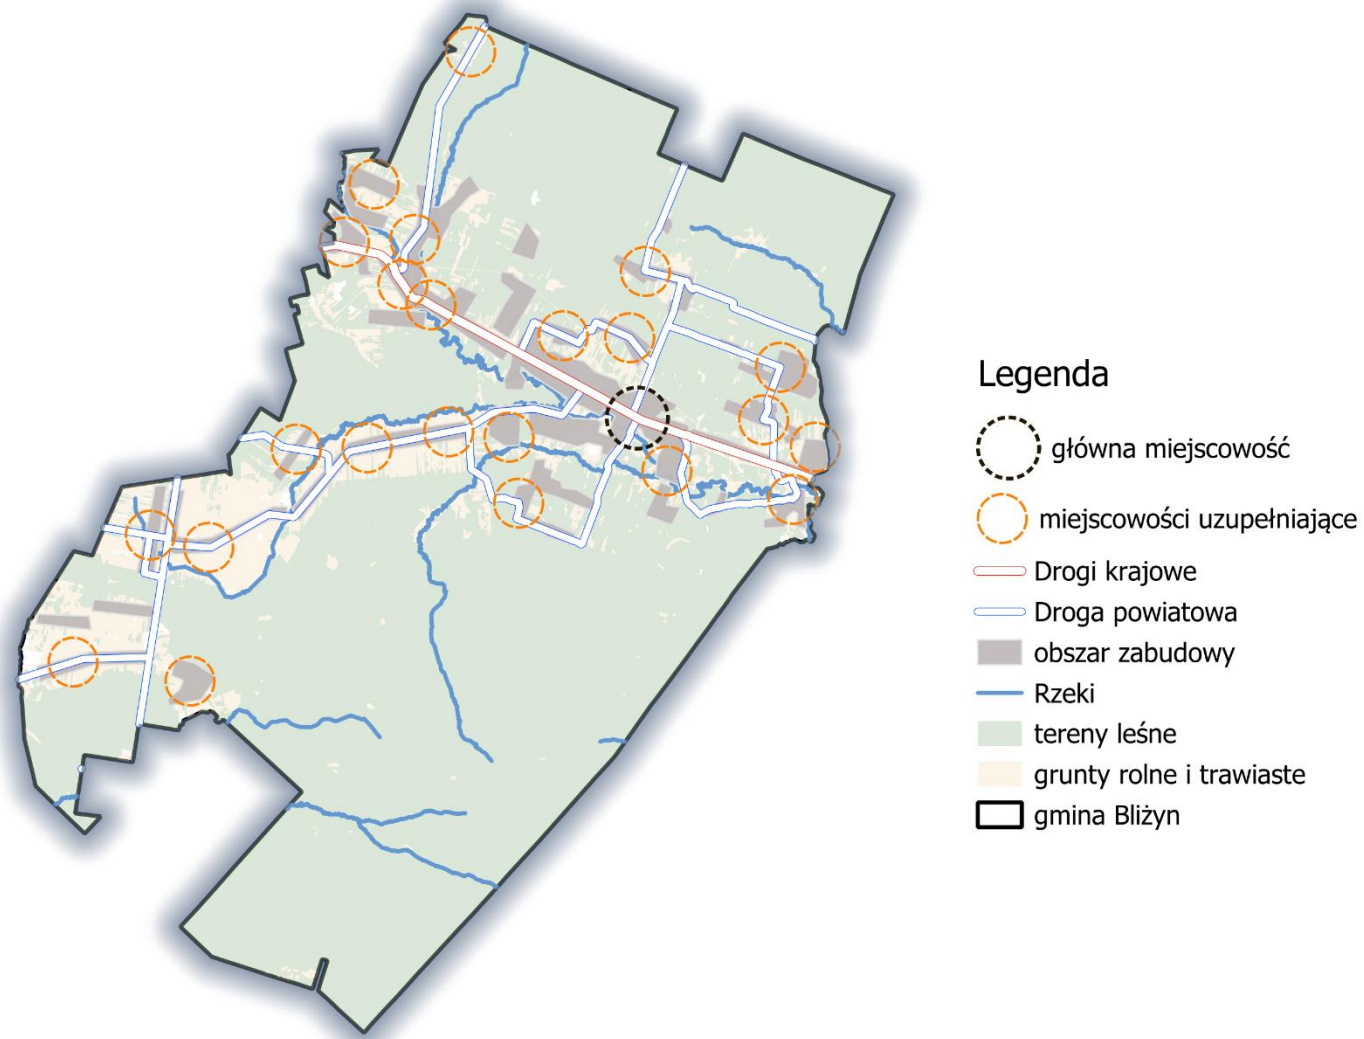 Legenda
główna miejscowość
miejscowości uzupełniające
Drogi krajowe
Droga powiatowa
obszar zabudowy
Rzeki
tereny leśne
grunty rolne i trawiaste
gmina Bliżyn